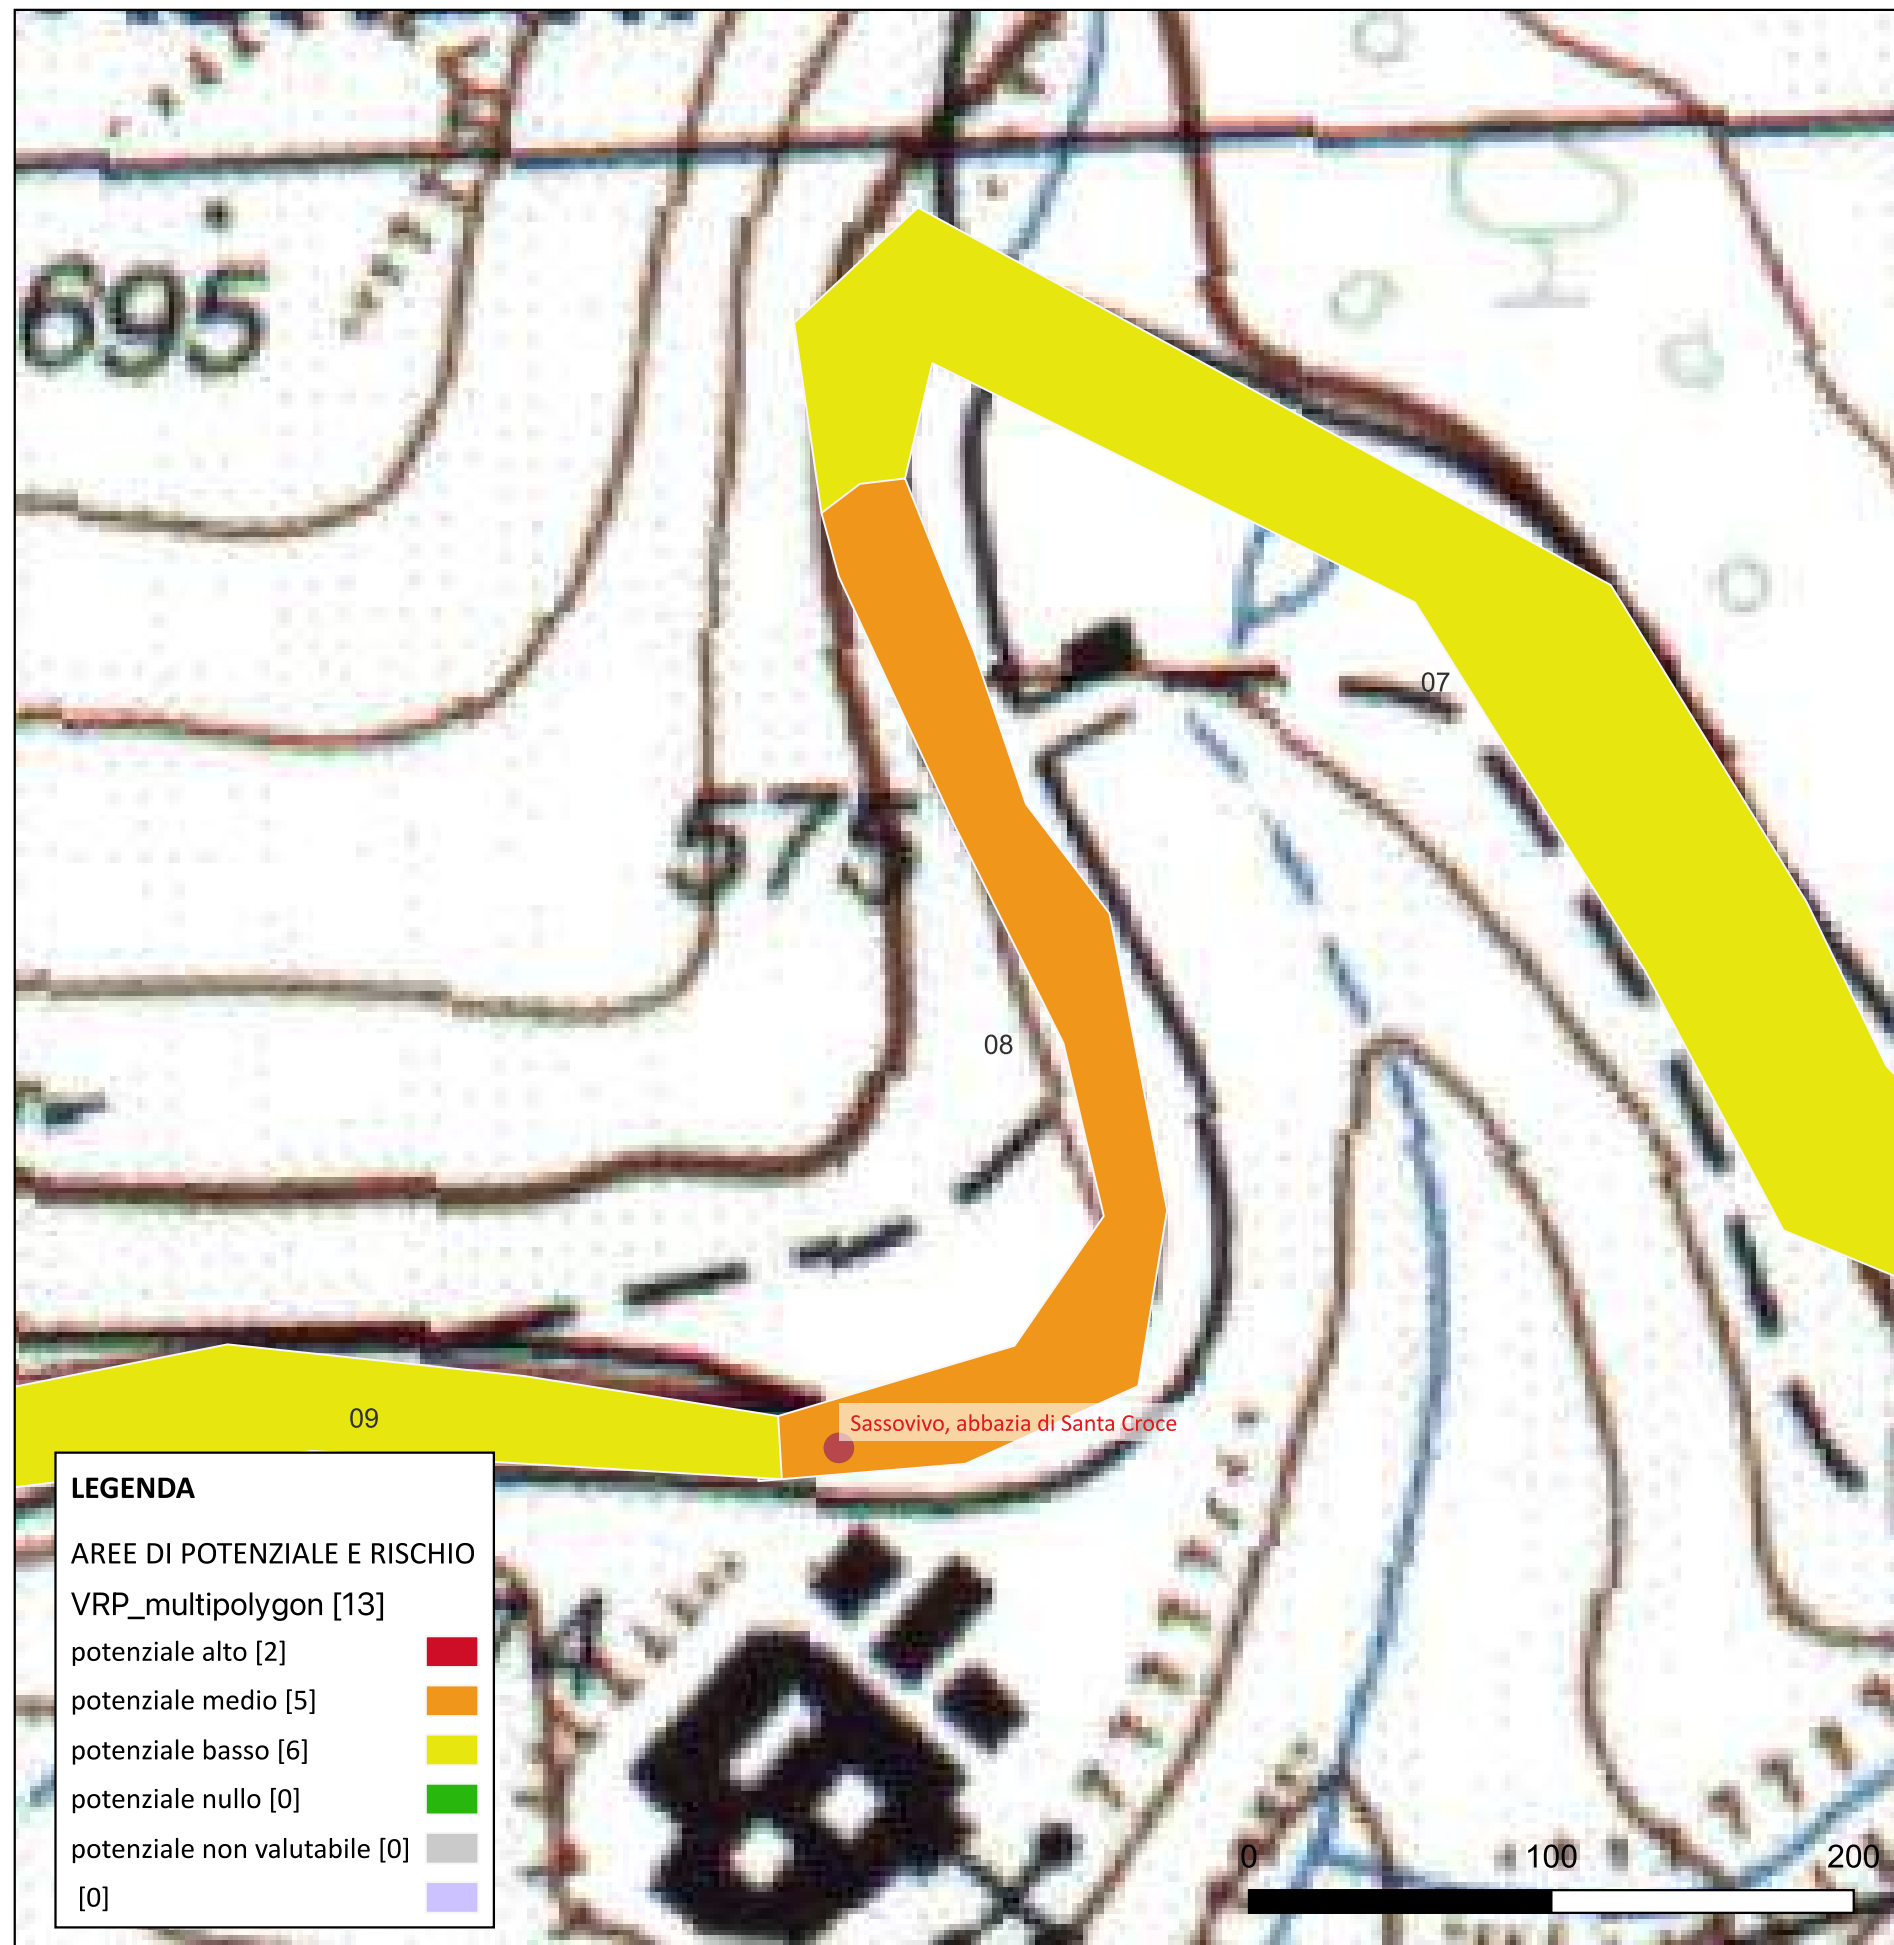 695
07
575
08
09
Sassovivo, abbazia di Santa Croce
LEGENDA
AREE DI POTENZIALE E RISCHIO
VRP_multipolygon [13]
potenziale alto [2]
potenziale medio [5]
potenziale basso [6]
potenziale nullo [0]
potenziale non valutabile [0]
[0]
0 100 200